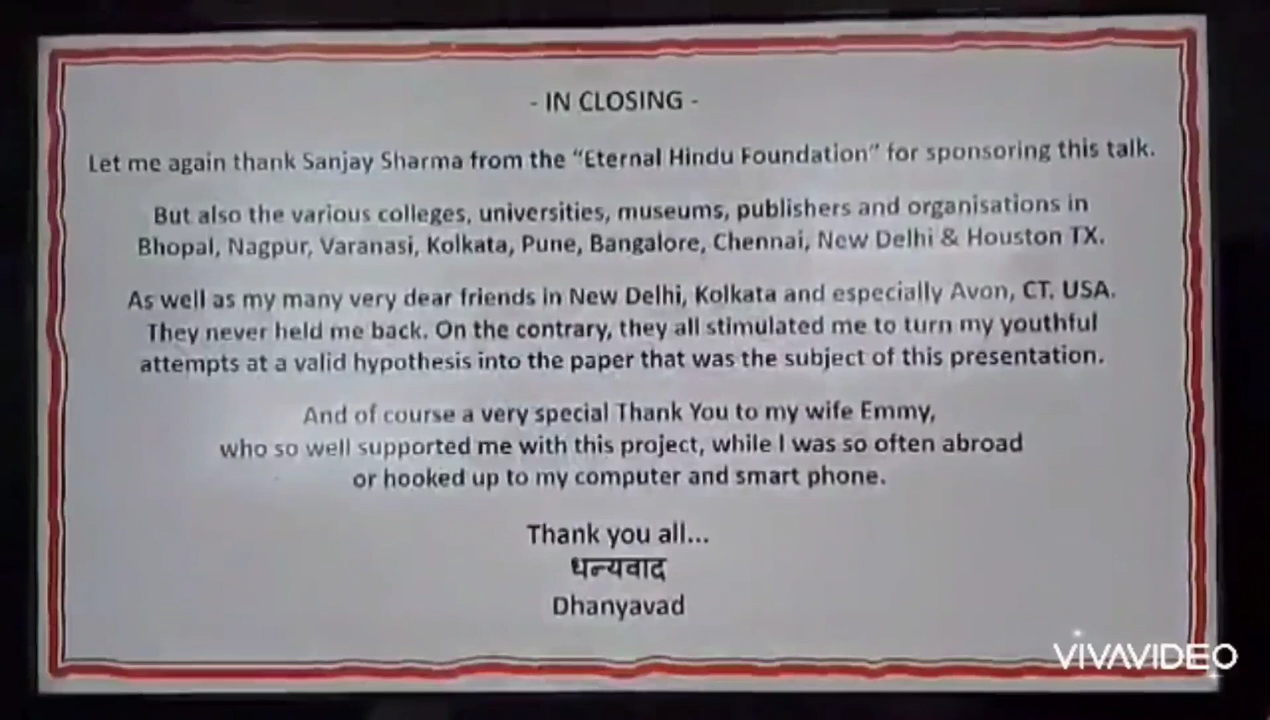 - IN CLOSING -
Let me again thank Sanjay Sharma from the "Eternal Hindu Foundation" for sponsoring this talk.
But also the various colleges, universities, museums, publishers and organisations in
Bhopal, Nagpur, Varanasi, Kolkata, Pune, Bangalore, Chennai, New Delhi & Houston TX.
As well as my many very dear friends in New Delhi, Kolkata and especially Avon, CT. USA.
They never held me back. On the contrary, they all stimulated me to turn my youthful
attempts at a valid hypothesis into the paper that was the subject of this presentation.
And of course a very special Thank You to my wife Emmy,
who so well supported me with this project, while I was so often abroad
or hooked up to my computer and smart phone.
Thank you all...
धन्यवाद
Dhanyavad
VIVAVIDEO